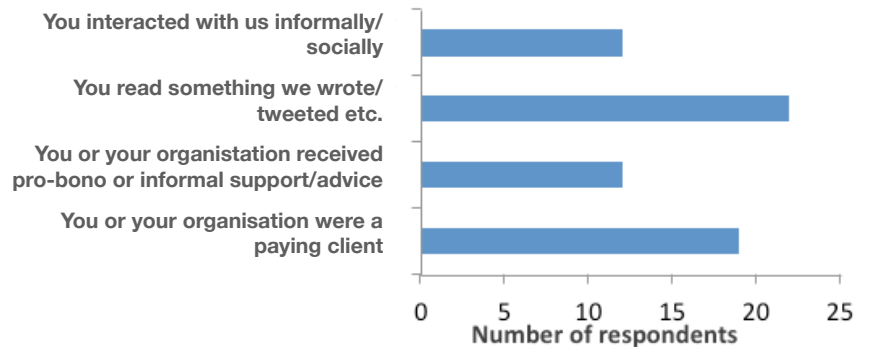 You interacted with us informally/
socially
You read something we wrote/
tweeted etc.
You or your organistation received
pro-bono or informal support/advice
You or your organisation were a
paying client
0 5 10 15 20 25
Number of respondents